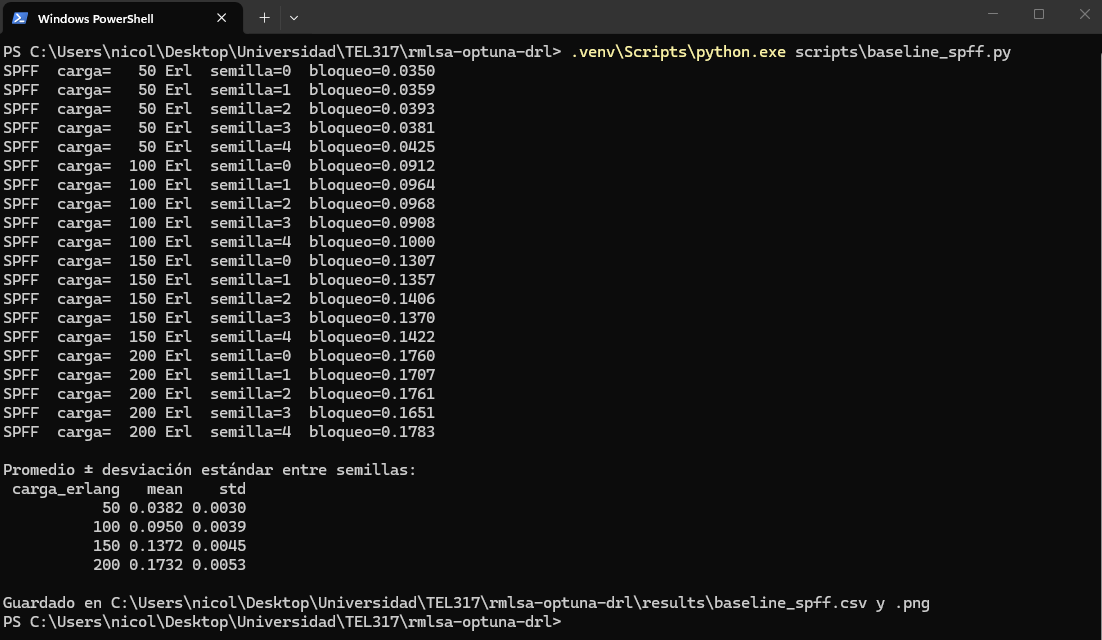 Windows PowerShell
PS C:\Users\nicol\Desktop\Universidad\TEL317\rmlsa-optuna-drl> .venv\Scripts\python.exe scripts\baseline_spff.py
SPFF  carga=   50 Erl  semilla=0  bloqueo=0.0350
SPFF  carga=   50 Erl  semilla=1  bloqueo=0.0359
SPFF  carga=   50 Erl  semilla=2  bloqueo=0.0393
SPFF  carga=   50 Erl  semilla=3  bloqueo=0.0381
SPFF  carga=   50 Erl  semilla=4  bloqueo=0.0425
SPFF  carga=  100 Erl  semilla=0  bloqueo=0.0912
SPFF  carga=  100 Erl  semilla=1  bloqueo=0.0964
SPFF  carga=  100 Erl  semilla=2  bloqueo=0.0968
SPFF  carga=  100 Erl  semilla=3  bloqueo=0.0908
SPFF  carga=  100 Erl  semilla=4  bloqueo=0.1000
SPFF  carga=  150 Erl  semilla=0  bloqueo=0.1307
SPFF  carga=  150 Erl  semilla=1  bloqueo=0.1357
SPFF  carga=  150 Erl  semilla=2  bloqueo=0.1406
SPFF  carga=  150 Erl  semilla=3  bloqueo=0.1370
SPFF  carga=  150 Erl  semilla=4  bloqueo=0.1422
SPFF  carga=  200 Erl  semilla=0  bloqueo=0.1760
SPFF  carga=  200 Erl  semilla=1  bloqueo=0.1707
SPFF  carga=  200 Erl  semilla=2  bloqueo=0.1761
SPFF  carga=  200 Erl  semilla=3  bloqueo=0.1651
SPFF  carga=  200 Erl  semilla=4  bloqueo=0.1783
Promedio ± desviación estándar entre semillas:
 carga_erlang   mean    std
           50 0.0382 0.0030
          100 0.0950 0.0039
          150 0.1372 0.0045
          200 0.1732 0.0053
Guardado en C:\Users\nicol\Desktop\Universidad\TEL317\rmlsa-optuna-drl\results\baseline_spff.csv y .png
PS C:\Users\nicol\Desktop\Universidad\TEL317\rmlsa-optuna-drl>